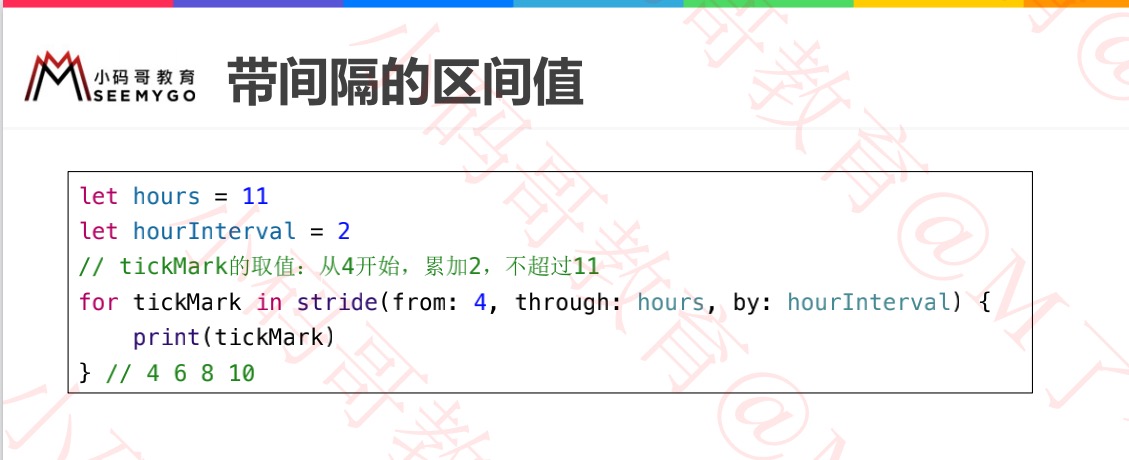 小码哥教育
SEEMYGO
带间隔的区间值
let hours = 11
let hourInterval = 2
// tickMark的取值：从4开始，累加2，不超过11
for tickMark in stride(from: 4, through: hours, by: hourInterval) {
    print(tickMark)
} // 4 6 8 10
小码哥教育@M了
小码哥教育@M